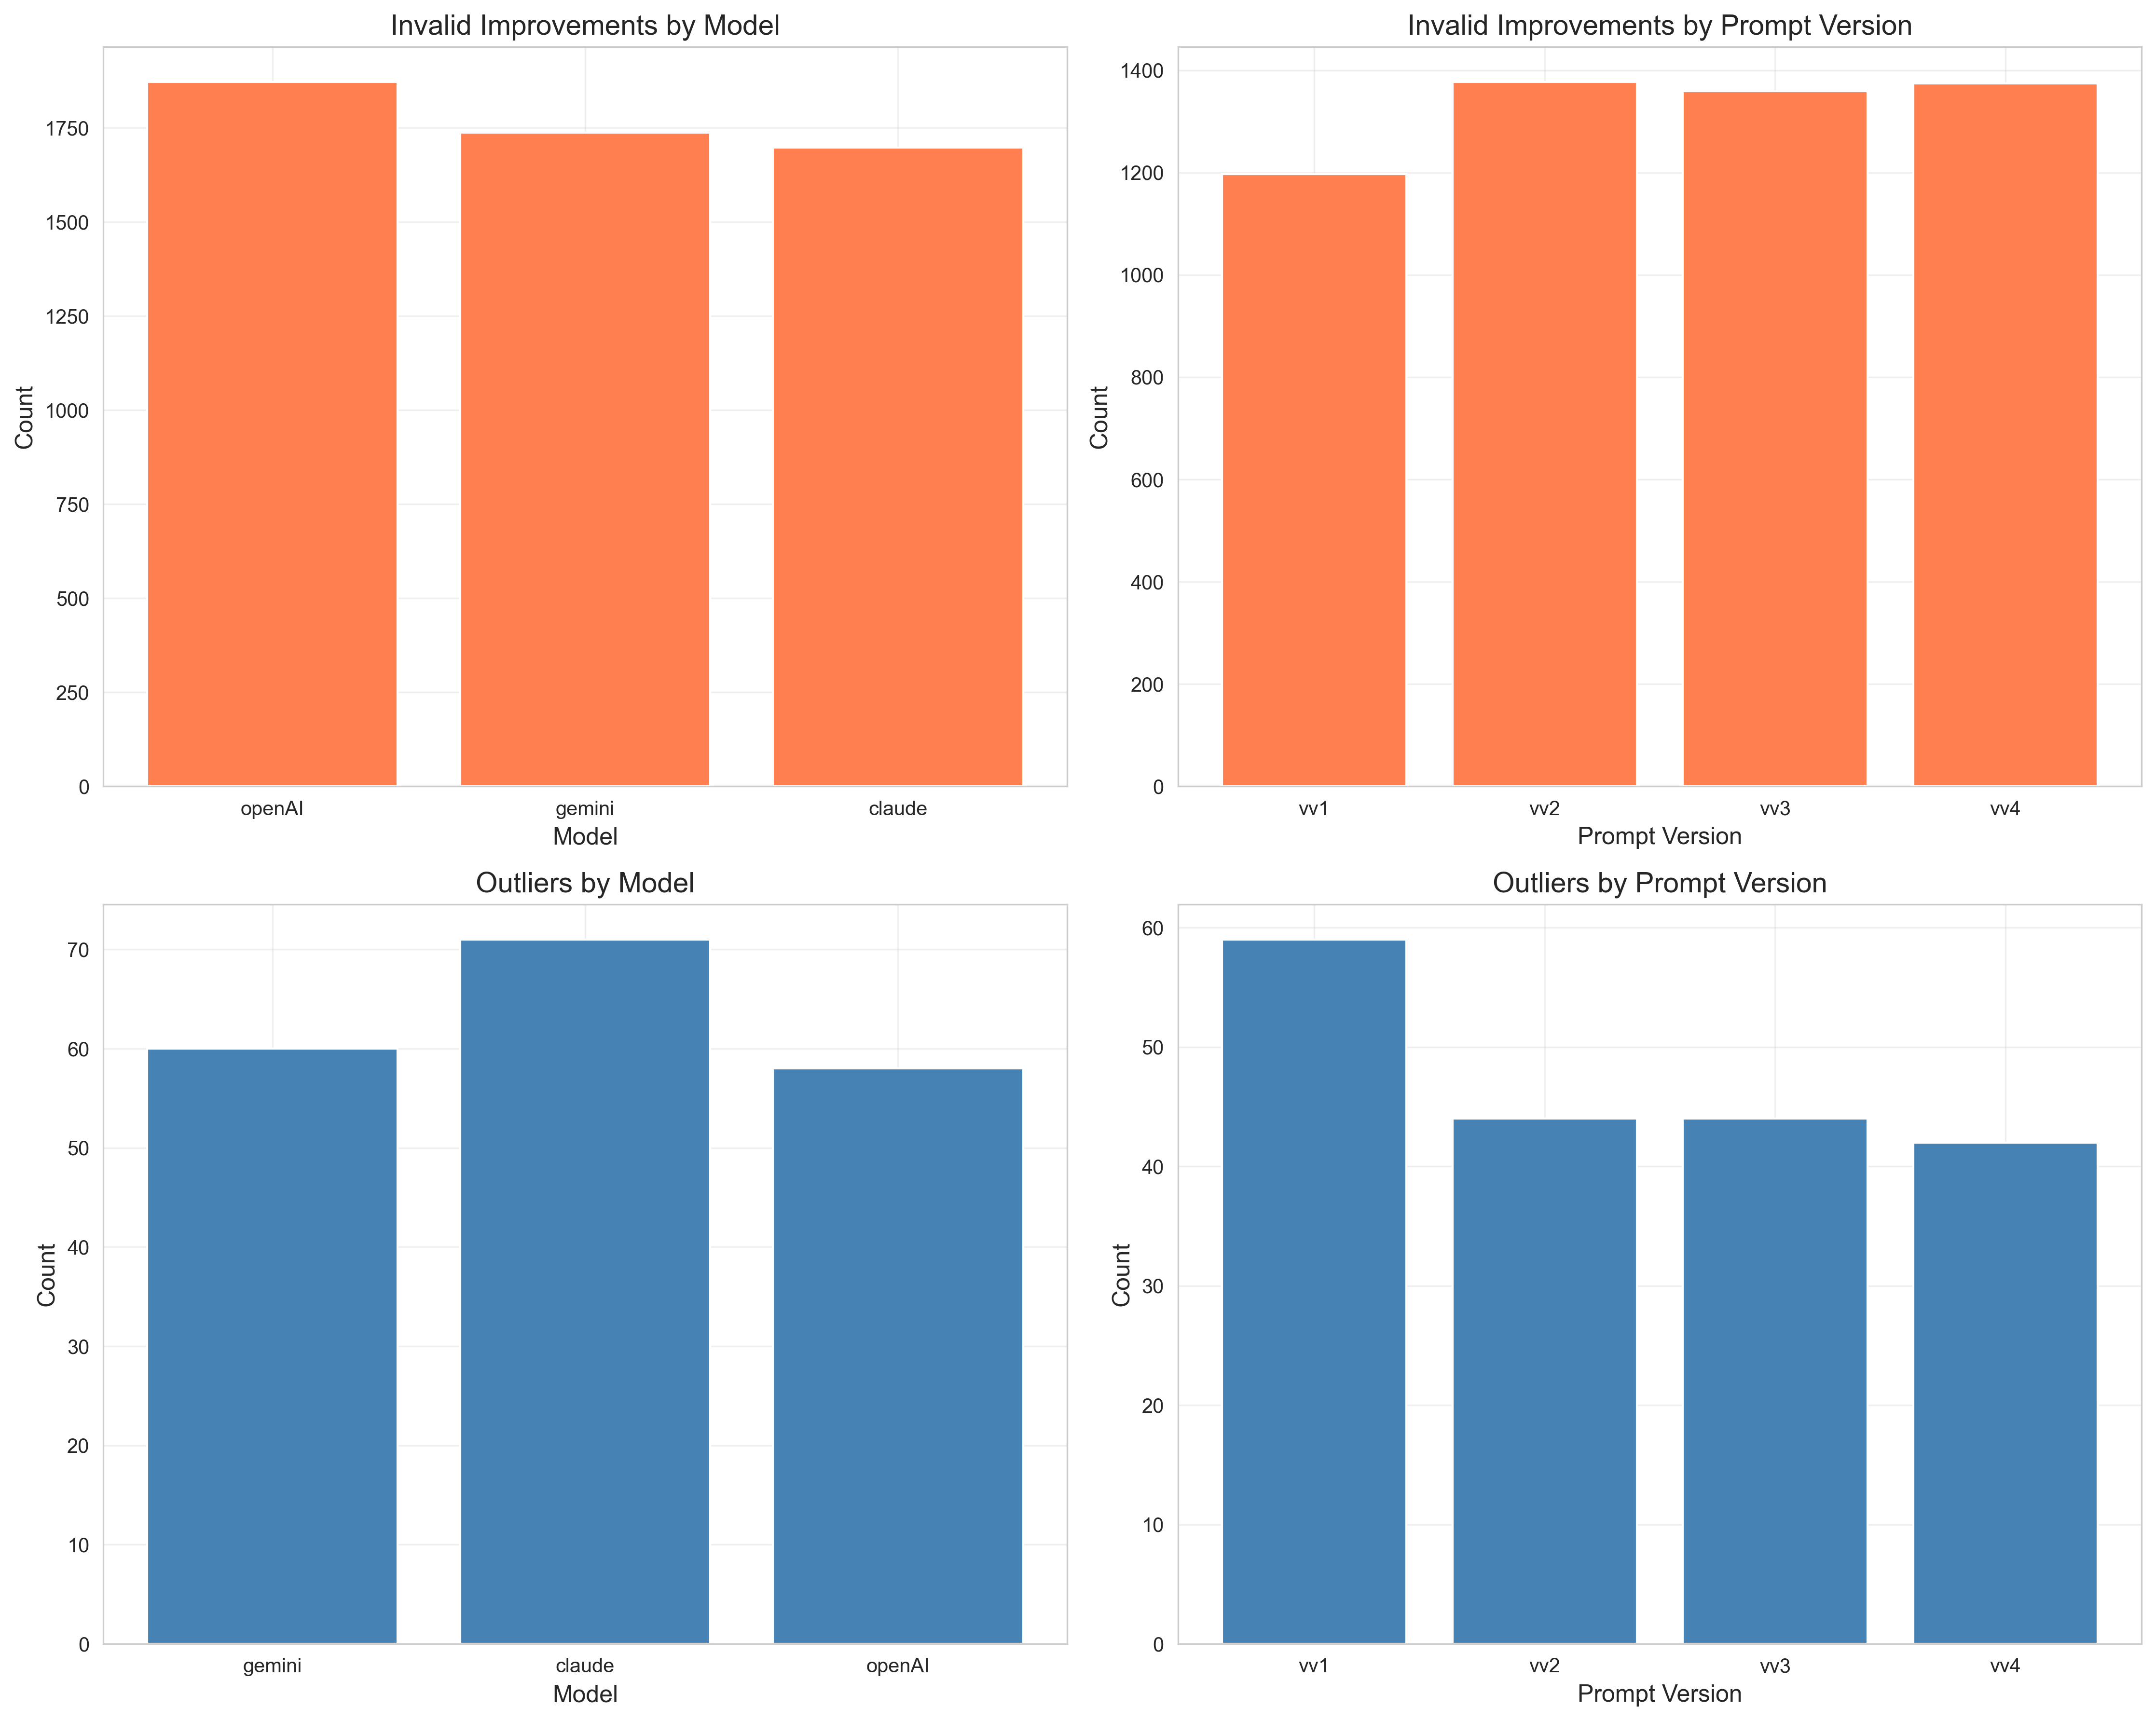 Invalid Improvements by Model
1750
1500
1250
1000
750
500
250
0
Count
openAI gemini claude
Model
Invalid Improvements by Prompt Version
1400
1200
1000
800
600
400
200
0
Count
vv1 vv2 vv3 vv4
Prompt Version
Outliers by Model
70
60
50
40
30
20
10
0
Count
gemini claude openAI
Model
Outliers by Prompt Version
60
50
40
30
20
10
0
Count
vv1 vv2 vv3 vv4
Prompt Version